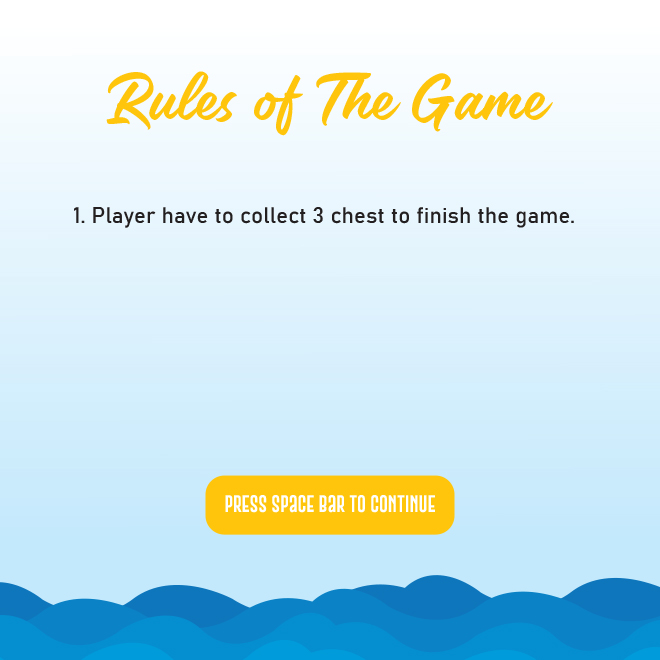 Rules of The Game
1. Player have to collect 3 chest to finish the game.
PRESS SPACE BAR TO CONTINUE